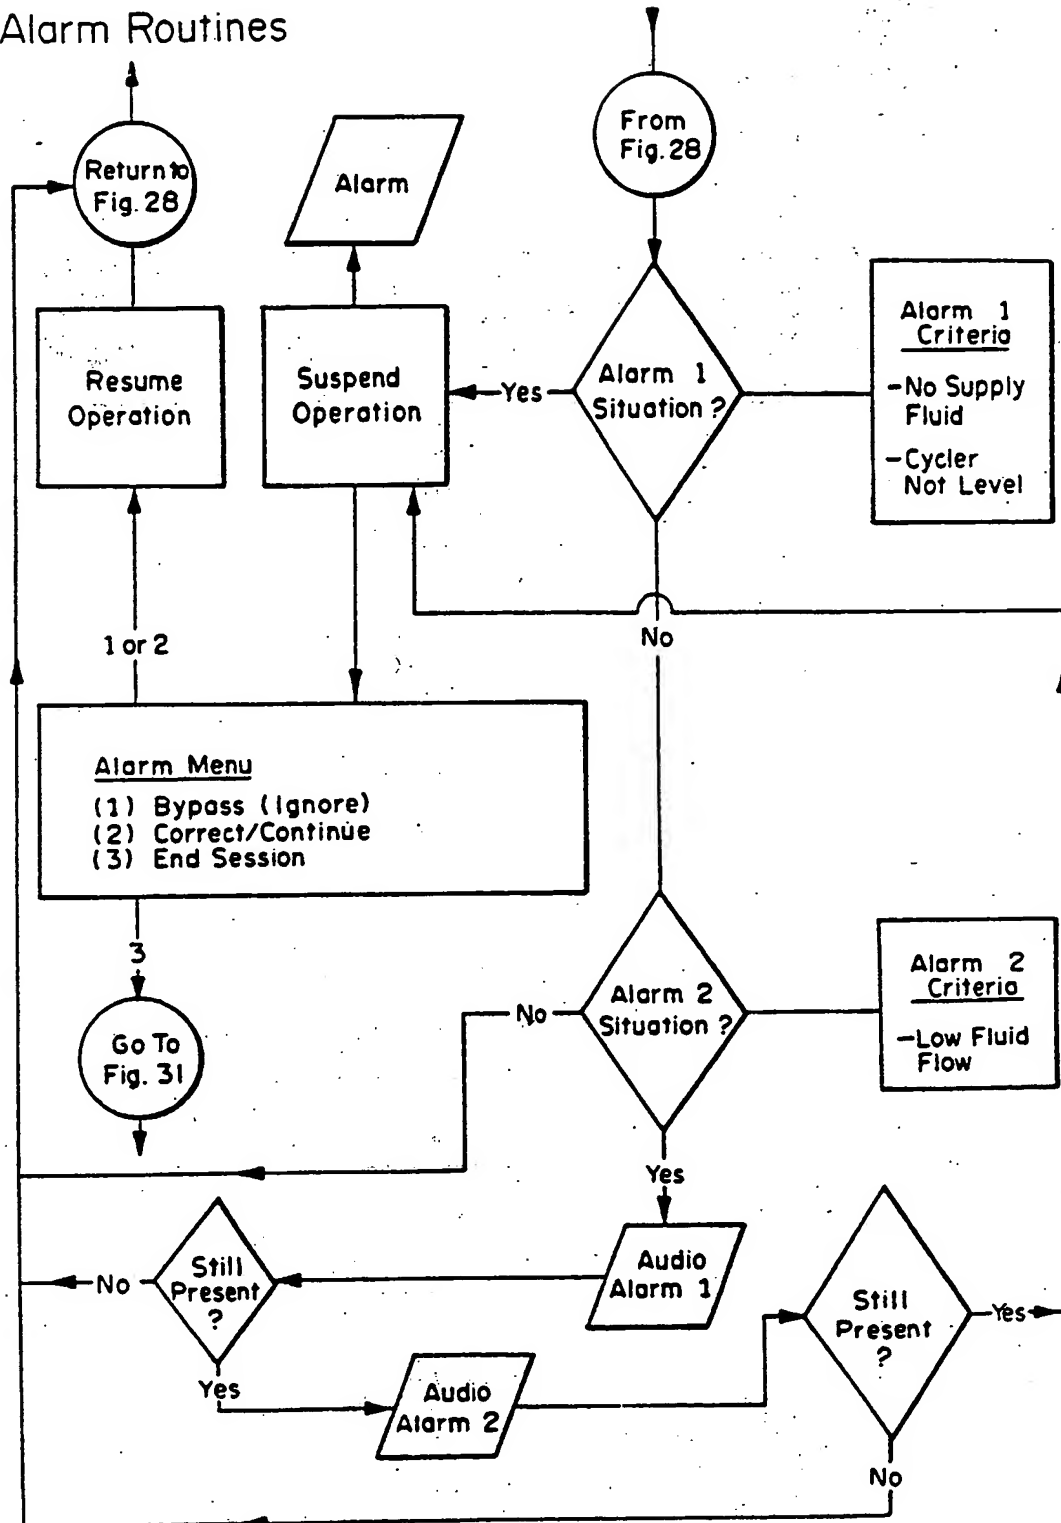 Alarm Routines
From
Fig. 28
Return to
Fig. 28
Alarm
Resume
Operation
Suspend
Operation
Yes
Alarm 1
Situation ?
Alarm 1
Criteria
-No Supply
Fluid
-Cycler
Not Level
No
1 or 2
Alarm Menu
(1) Bypass (Ignore)
(2) Correct/Continue
(3) End Session
3
Go To
Fig. 31
No
Alarm 2
Situation ?
Alarm 2
Criteria
-Low Fluid
Flow
Yes
Audio
Alarm 1
No
Still
Present
?
Yes
Audio
Alarm 2
Still
Present
?
Yes
No